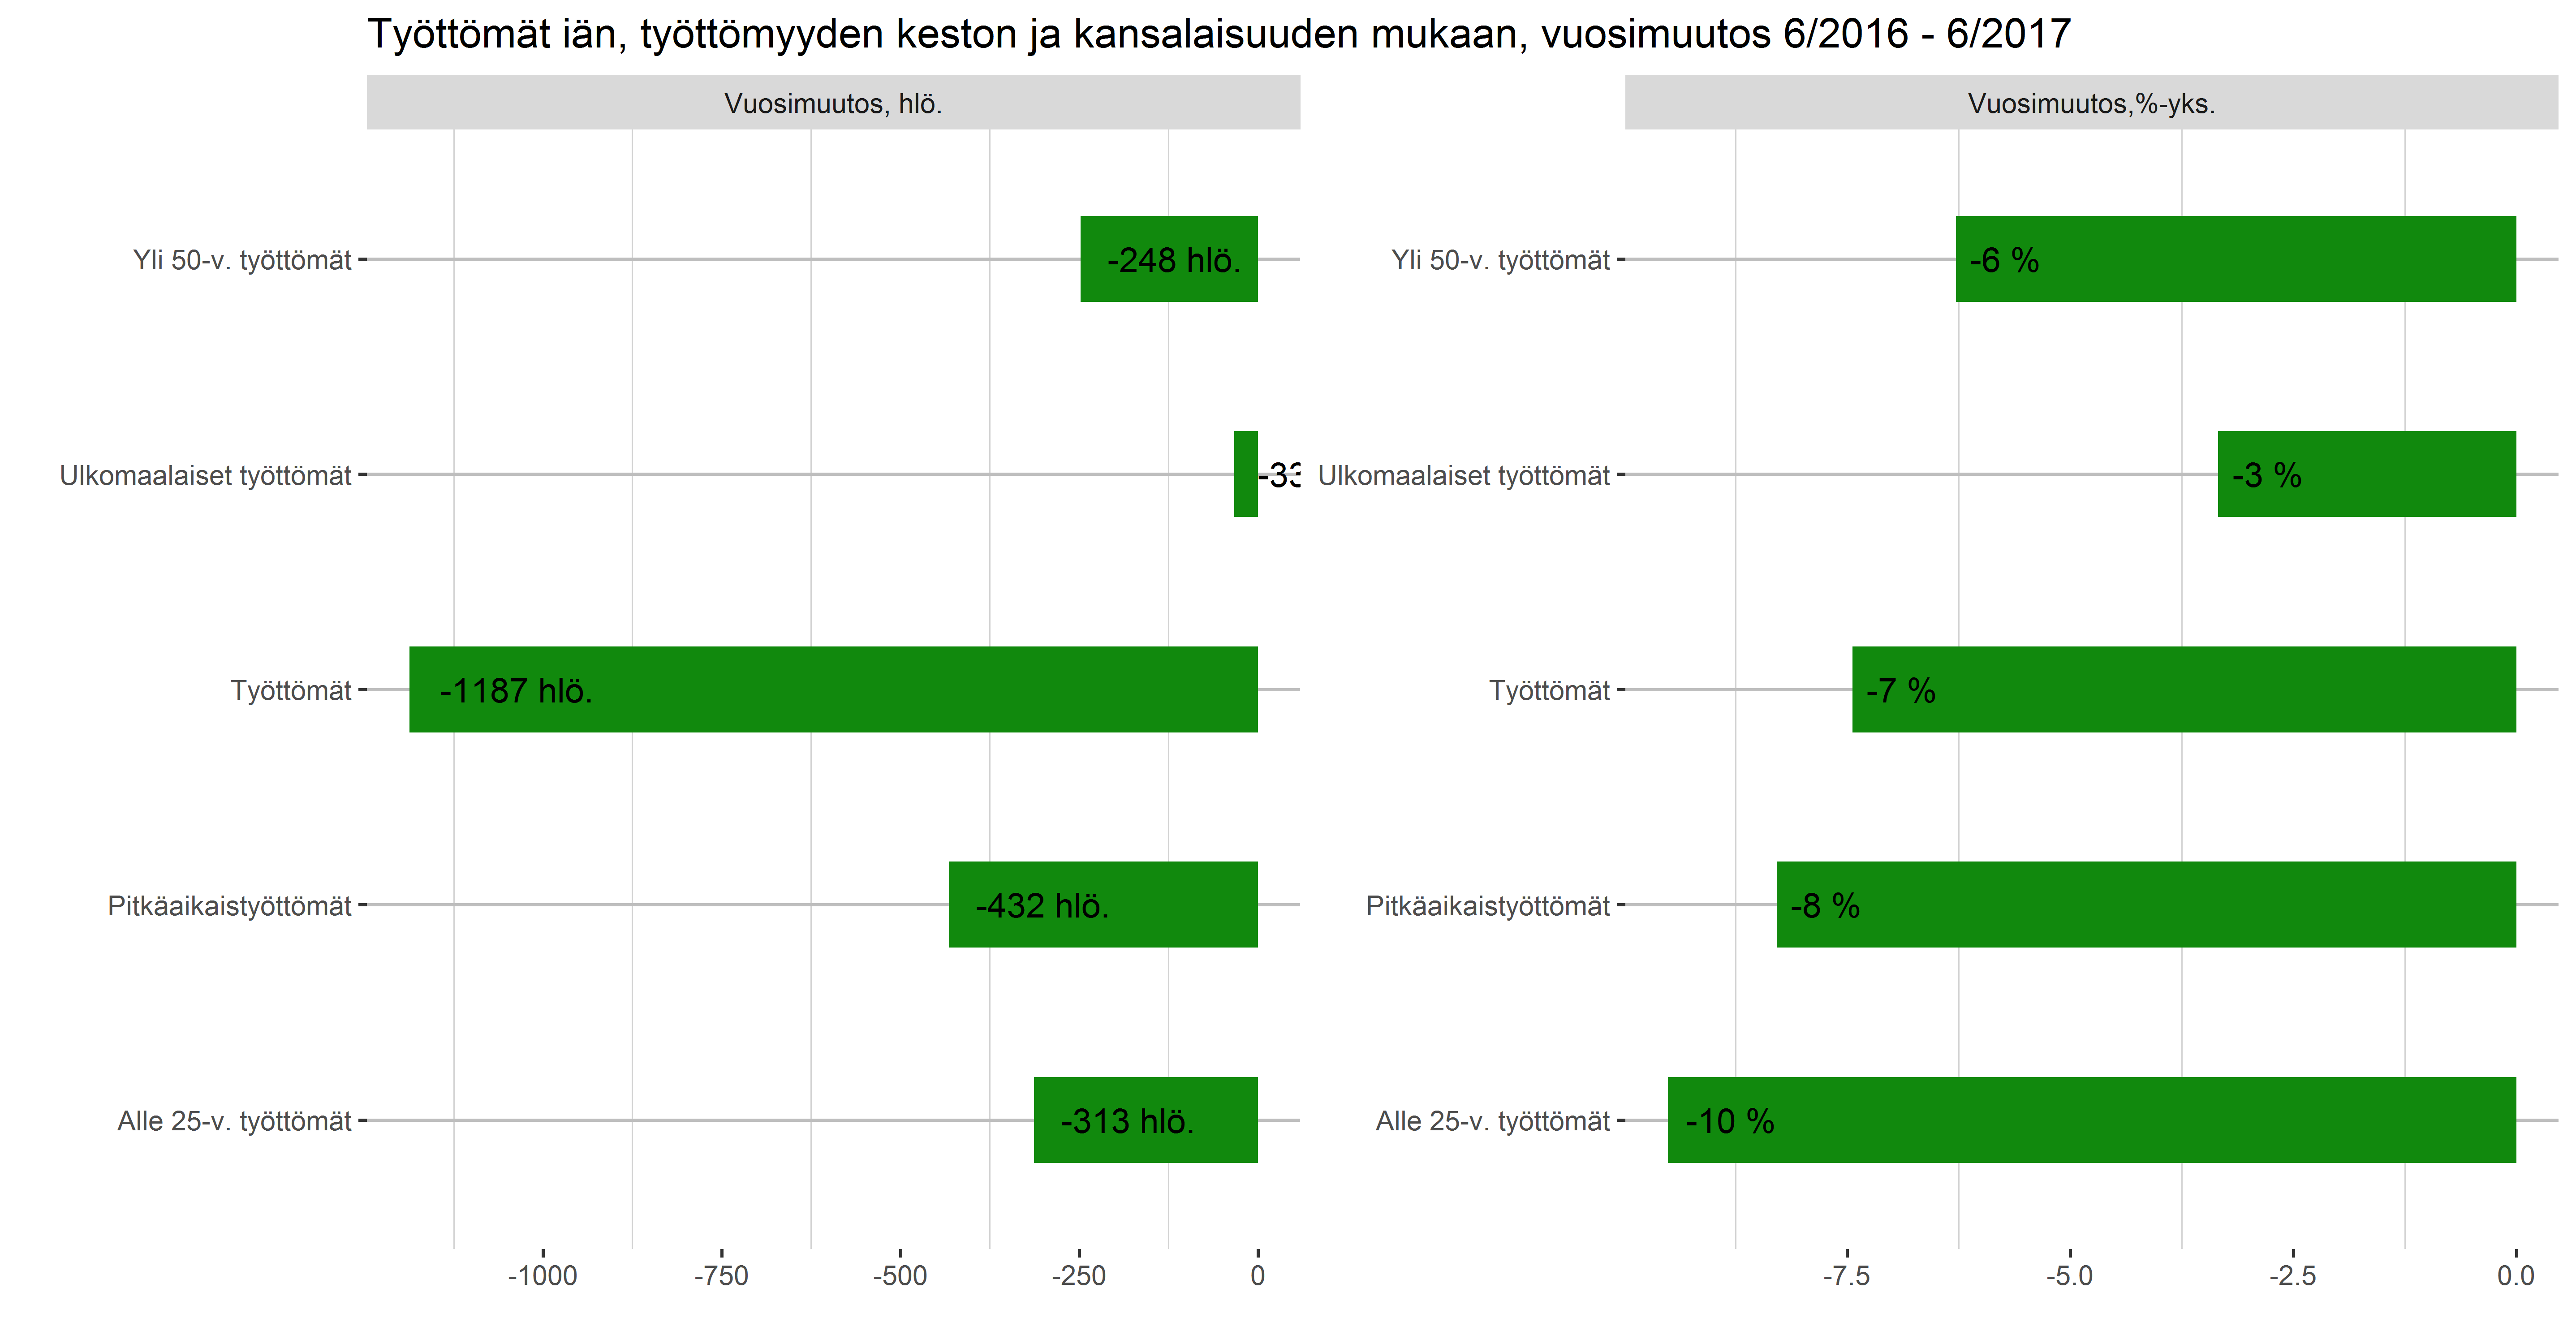 Työttömät iän, työttömyyden keston ja kansalaisuuden mukaan, vuosimuutos 6/2016 - 6/2017
Vuosimuutos, hlö.
Vuosimuutos,%-yks.
Yli 50-v. työttömät
-248 hlö.
Yli 50-v. työttömät
-6 %
Ulkomaalaiset työttömät
-33
Ulkomaalaiset työttömät
-3 %
Työttömät
-1187 hlö.
Työttömät
-7 %
Pitkäaikaistyöttömät
-432 hlö.
Pitkäaikaistyöttömät
-8 %
Alle 25-v. työttömät
-313 hlö.
Alle 25-v. työttömät
-10 %
-1000 -750 -500 -250 0
-7.5 -5.0 -2.5 0.0